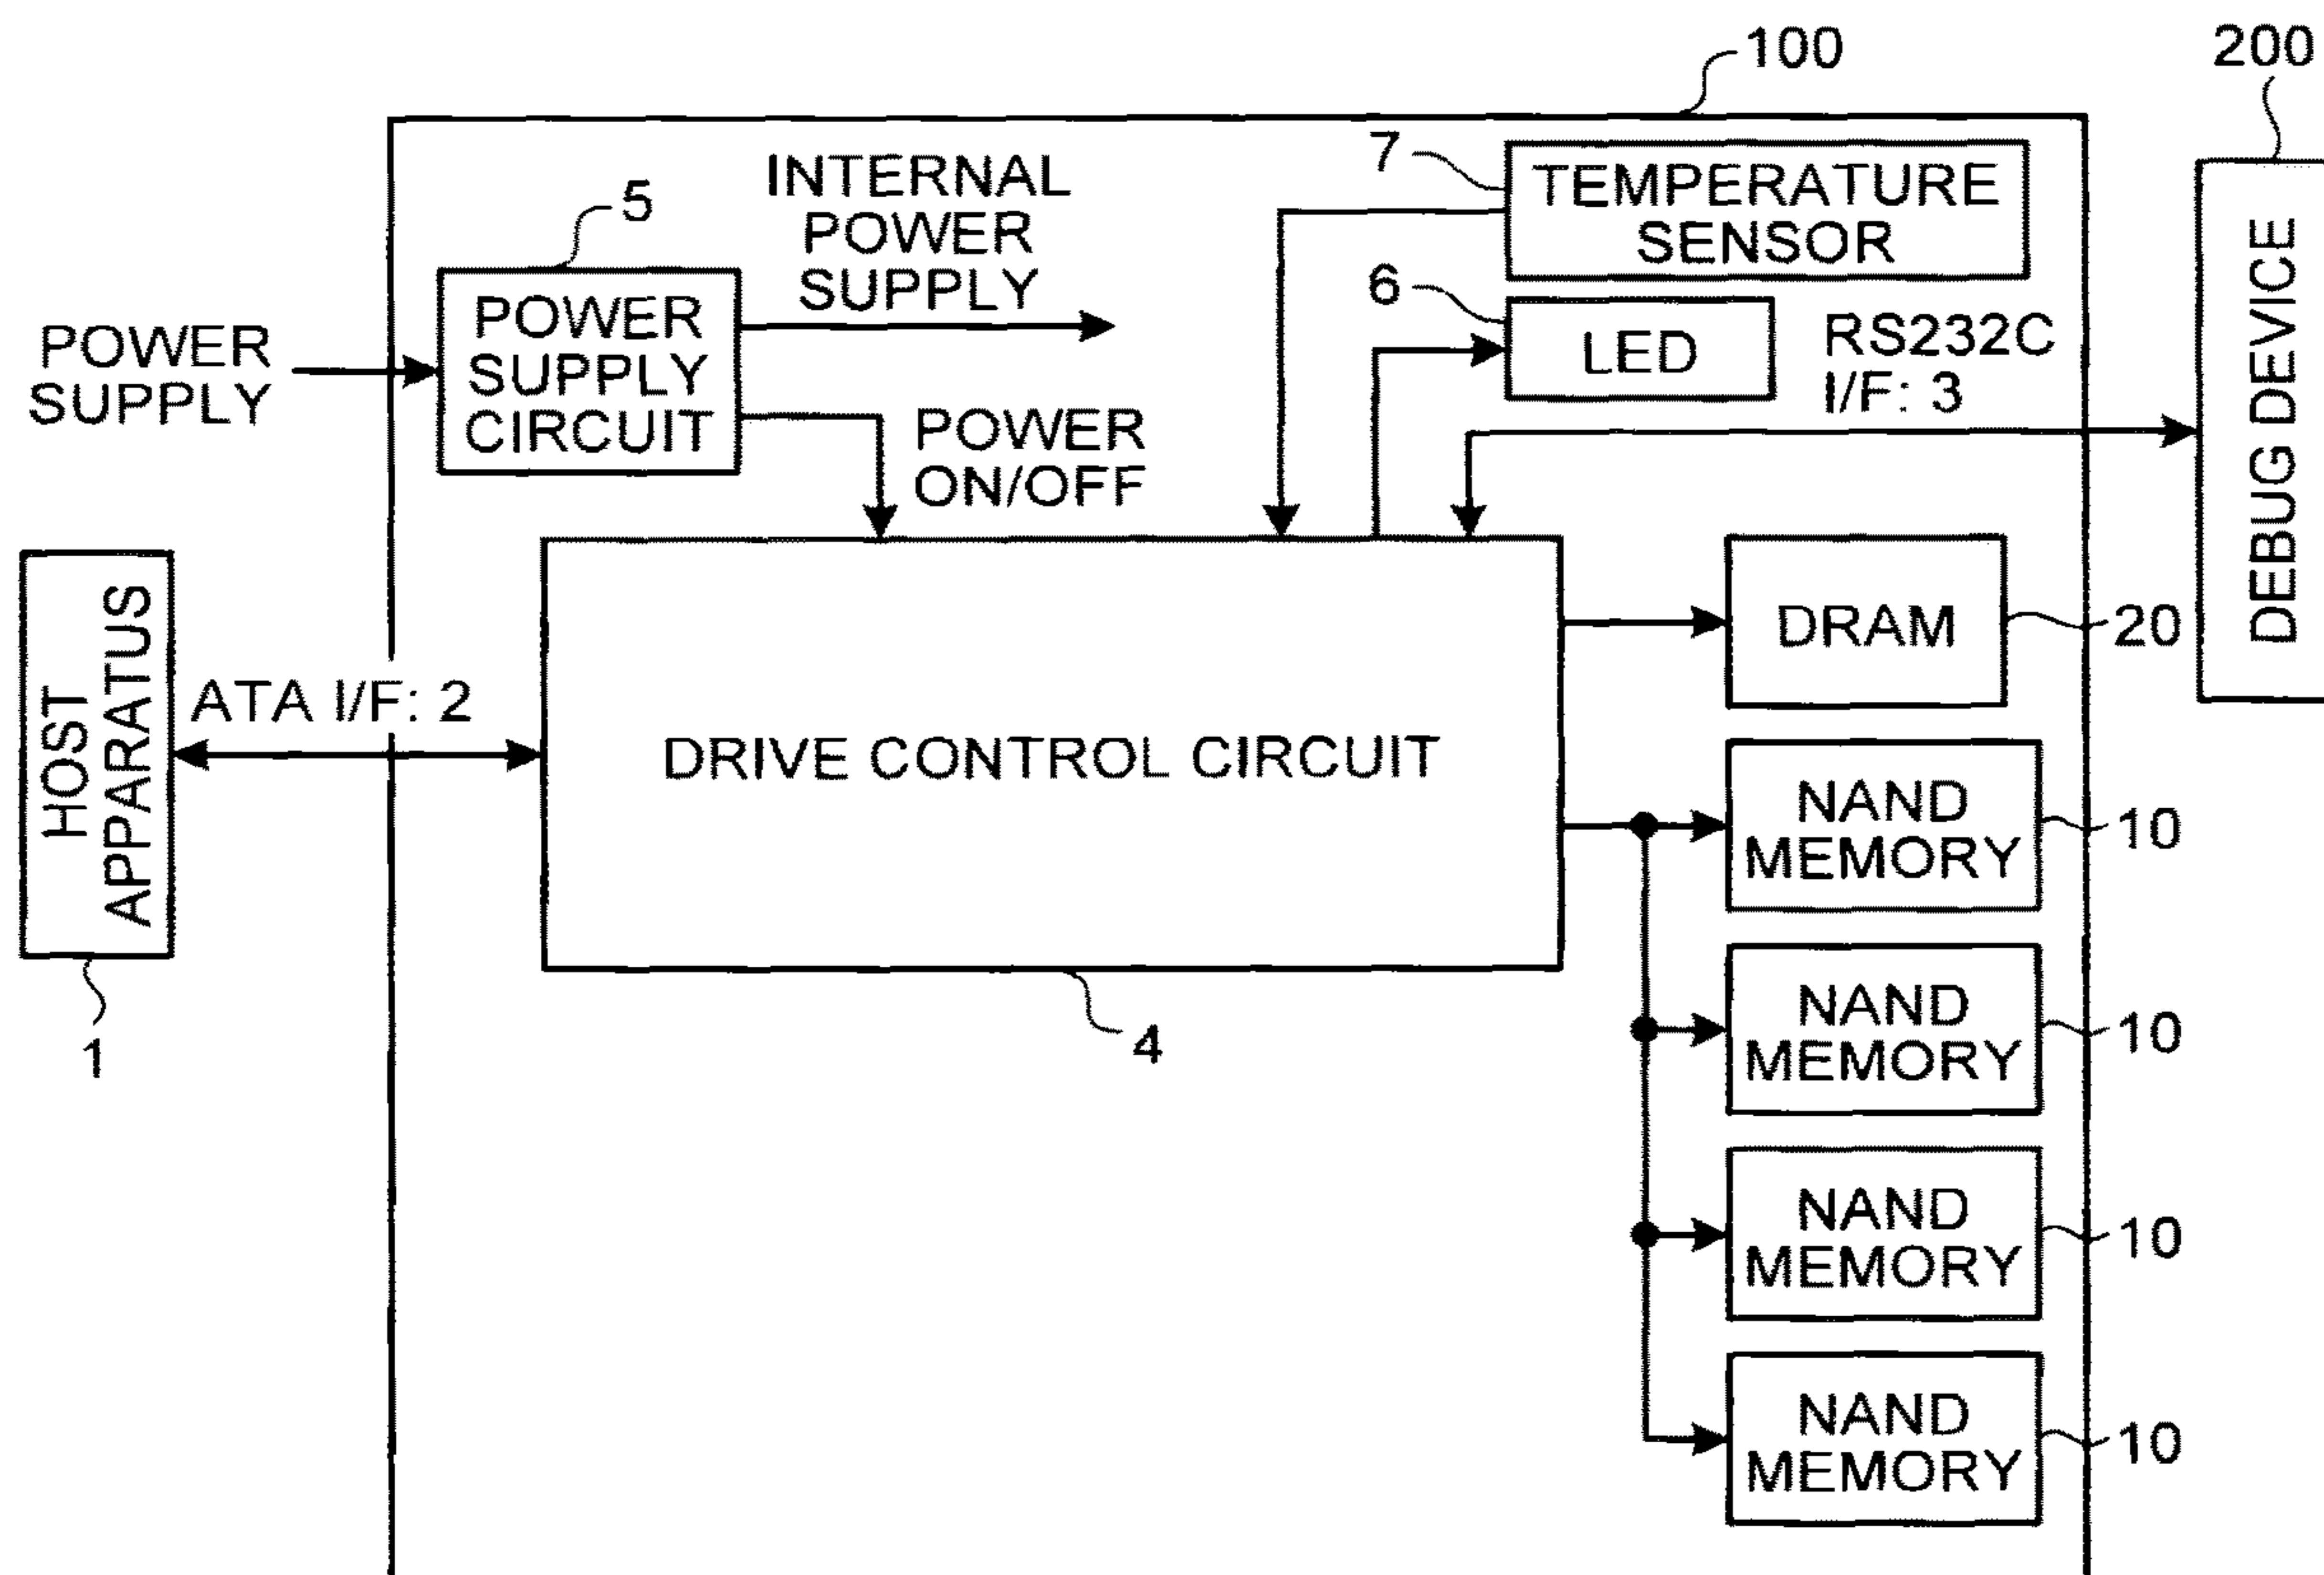 100
200
7
TEMPERATURE
SENSOR
INTERNAL
POWER
SUPPLY
5
POWER
SUPPLY
CIRCUIT
POWER
SUPPLY
6
LED
RS232C
I/F: 3
DEBUG DEVICE
POWER
ON/OFF
HOST
APPARATUS
1
ATA I/F: 2
DRIVE CONTROL CIRCUIT
4
DRAM
20
NAND
MEMORY
10
NAND
MEMORY
10
NAND
MEMORY
10
NAND
MEMORY
10